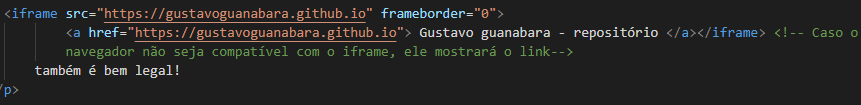 <iframe src="https://gustavoguanabara.github.io" frameborder="0">
<a href="https://gustavoguanabara.github.io"> Gustavo guanabara - repositório </a></iframe> <!-- Caso o
navegador não seja compatível com o iframe, ele mostrará o link-->
também é bem legal!
/p>